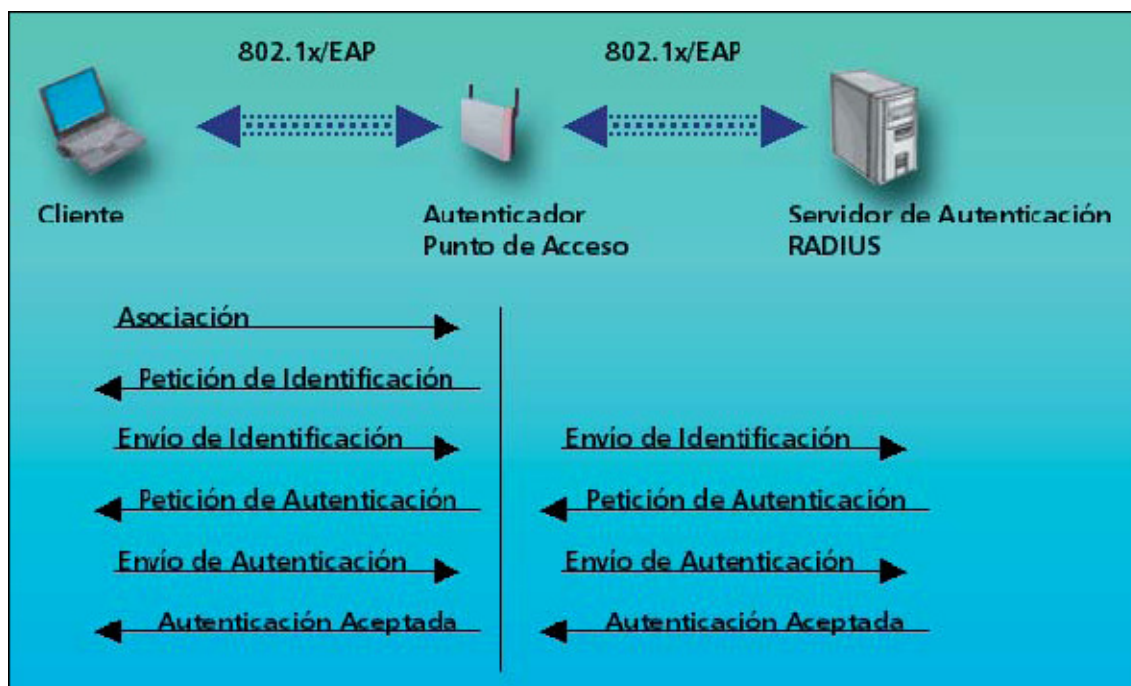 802.1x/EAP
802.1x/EAP
Cliente
Autenticador
Punto de Acceso
Servidor de Autenticación
RADIUS
Asociación
Petición de Identificación
Envío de Identificación
Envío de Identificación
Petición de Autenticación
Petición de Autenticación
Envío de Autenticación
Envío de Autenticación
Autenticación Aceptada
Autenticación Aceptada